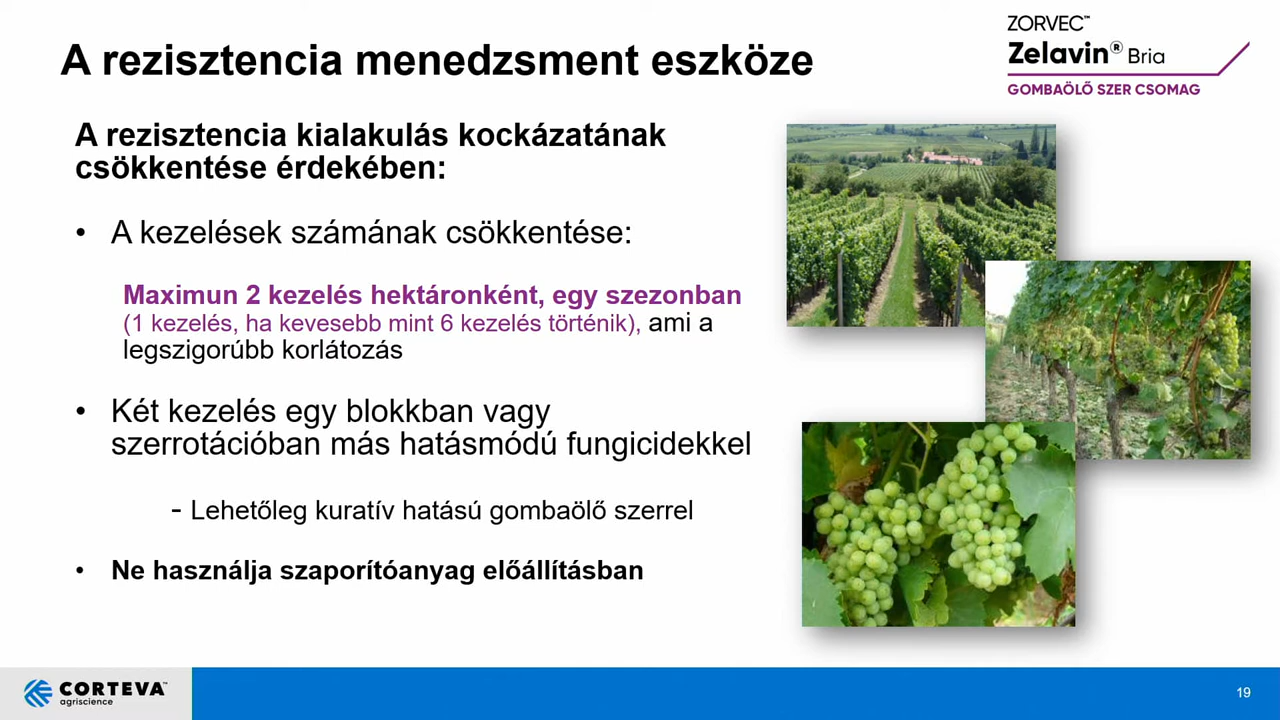 A rezisztencia menedzsment eszköze
ZORVEC™
Zelavin® Bria
GOMBAÖLŐ SZER CSOMAG
A rezisztencia kialakulás kockázatának
csökkentése érdekében:
• A kezelések számának csökkentése:
Maximun 2 kezelés hektáronként, egy szezonban
(1 kezelés, ha kevesebb mint 6 kezelés történik), ami a
legszigorúbb korlátozás
• Két kezelés egy blokkban vagy
szerrotációban más hatásmódú fungicidekkel
- Lehetőleg kuratív hatású gombaölő szerrel
• Ne használja szaporítóanyag előállításban
CORTEVA™
agriscience
19